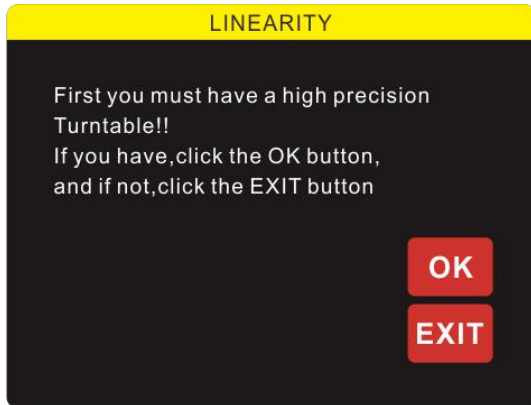 LINEARITY
First you must have a high precision
Turntable!!
If you have,click the OK button,
and if not,click the EXIT button
OK
EXIT